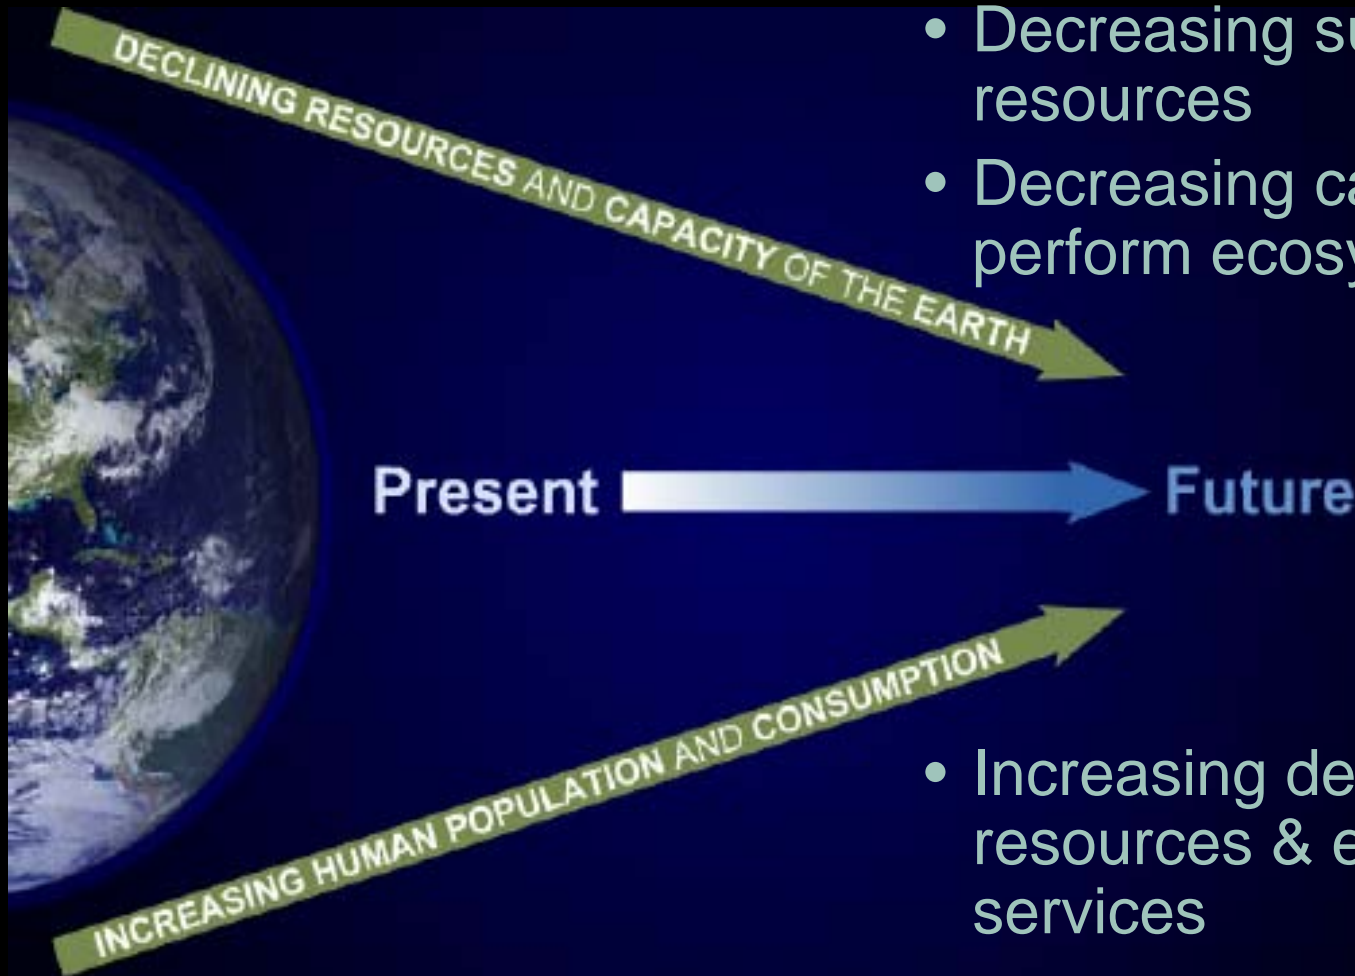 DECLINING RESOURCES AND CAPACITY OF THE EARTH
• Decreasing
resources
• Decreasing
perform
Present
Future
INCREASING HUMAN POPULATION AND CONSUMPTION
• Increasing
resources &
services